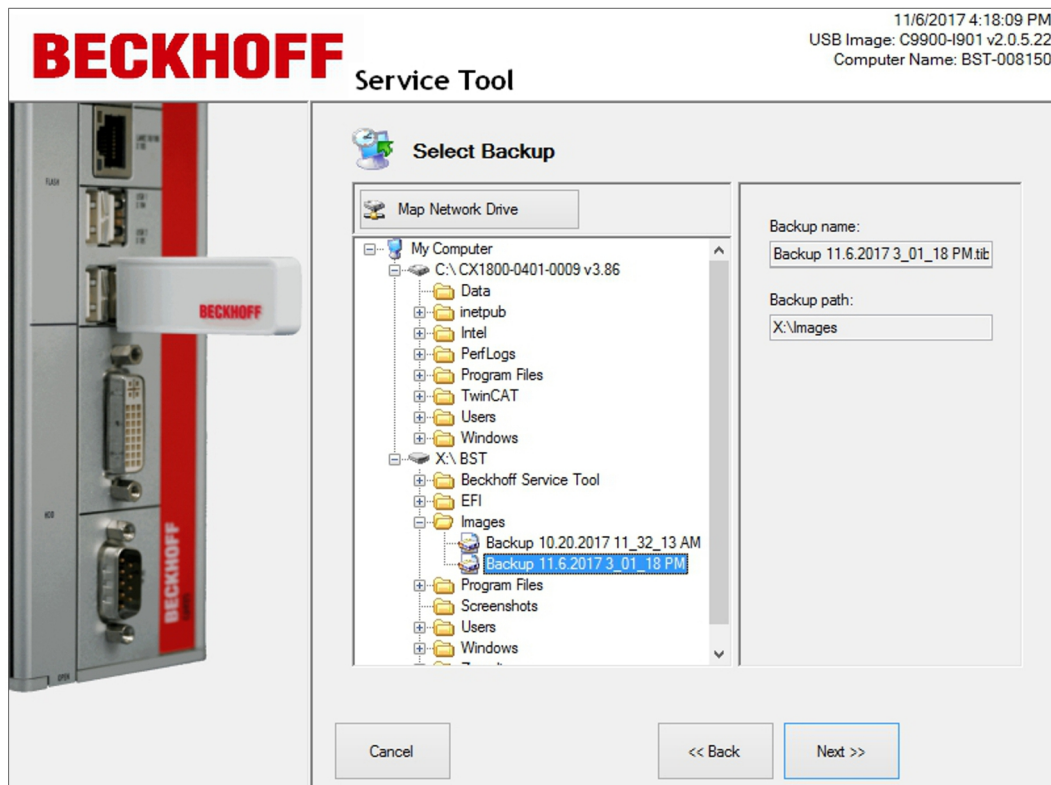 BECKHOFF
Service Tool
11/6/2017 4:18:09 PM
USB Image: C9900-I901 v2.0.5.22
Computer Name: BST-008150
FLASH
BECKHOFF
HDD
BECKHOFF
OPEN
Select Backup
Map Network Drive
My Computer
C:\ CX1800-0401-0009 v3.86
Data
inetpub
Intel
PerfLogs
Program Files
TwinCAT
Users
Windows
X:\ BST
Beckhoff Service Tool
EFI
Images
Backup 10.20.2017 11_32_13 AM
Backup 11.6.2017 3_01_18 PM
Program Files
Screenshots
Users
Windows
Backup name:
Backup 11.6.2017 3_01_18 PM.tib
Backup path:
X:\Images
Cancel
<< Back
Next >>